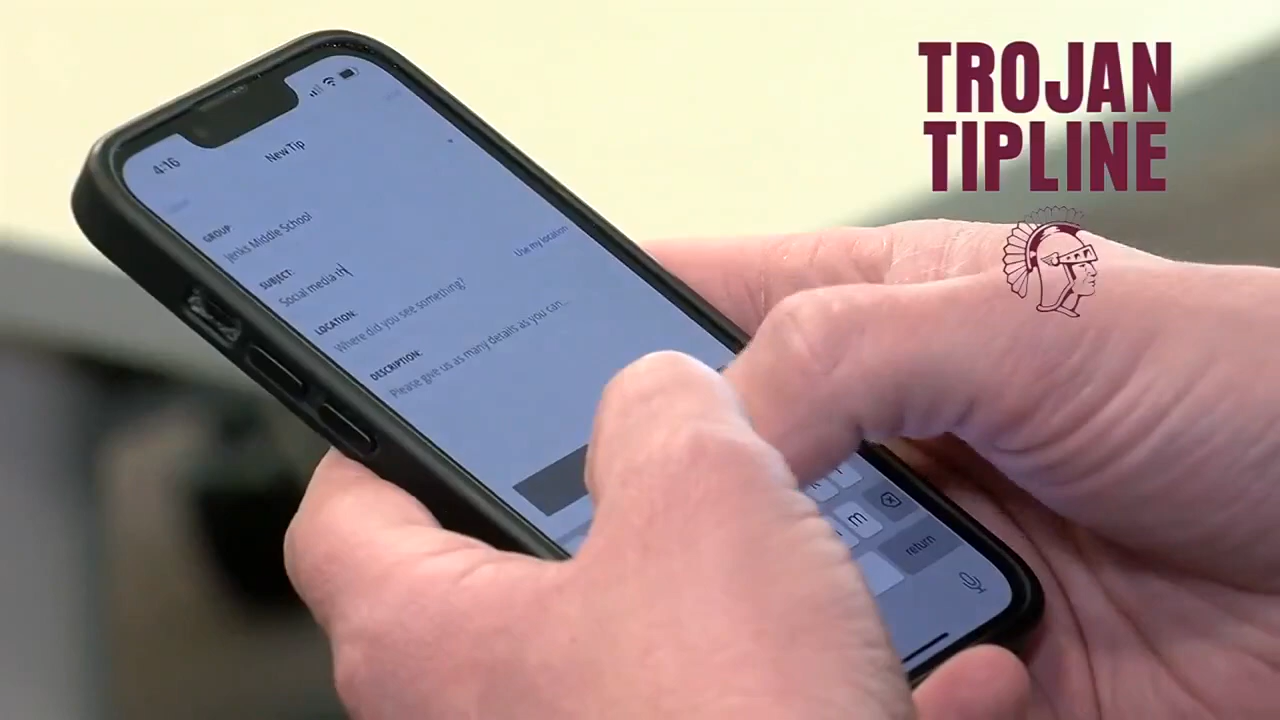 TROJAN
TIPLINE
4:16
New Tip
GROUP:
Jenks Middle School
SUBJECT:
Social media th
Use my location
LOCATION:
Where did you see something?
DESCRIPTION:
Please give us as many details as you can...
m
return